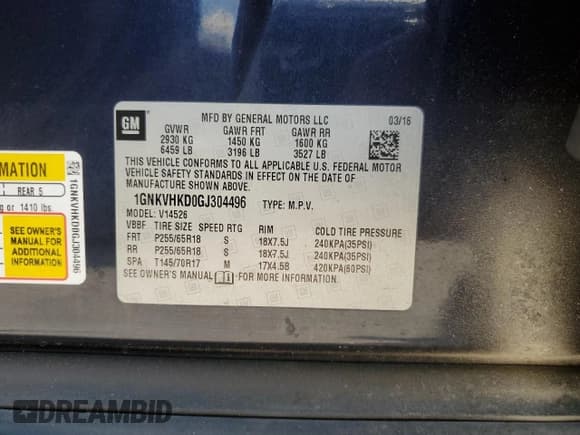 GM
MFD BY GENERAL MOTORS LLC 03/16
GVWR GAWR FRT GAWR RR
2930 KG 1450 KG 1600 KG
6459 LB 3196 LB 3527 LB
THIS VEHICLE CONFORMS TO ALL APPLICABLE U.S. FEDERAL MOTOR
VEHICLE SAFETY STANDARDS IN EFFECT ON THE DATE OF
MANUFACTURE SHOWN ABOVE.
1GNKVHKD0GJ304496 TYPE: M.P.V.
MODEL: V14526
VBBF TIRE SIZE SPEED RTG RIM COLD TIRE PRESSURE
FRT P255/65R18 S 18X7.5J 240KPA(35PSI)
RR P255/65R18 S 18X7.5J 240KPA(35PSI)
SPA T145/70R17 M 17X4.5B 420KPA(60PSI)
SEE OWNER'S MANUAL FOR MORE INFORMATION.
RMATION
REAR 5
g or 1410 lbs.
SEE OWNER'S
MANUAL FOR
ADDITIONAL
INFORMATION
1GNKVHKD0GJ304496
DREAMBID